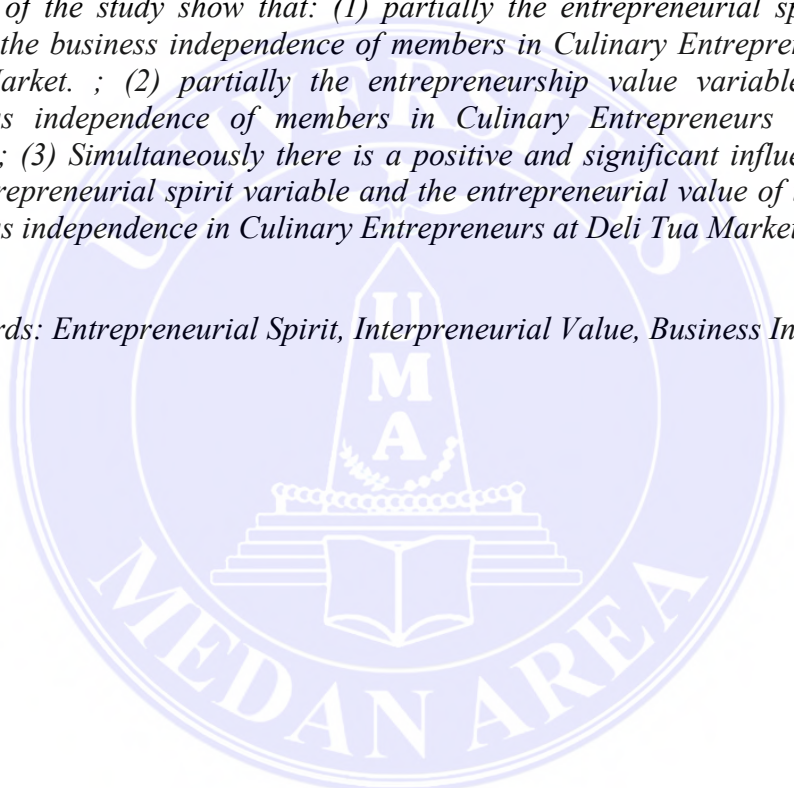 of the study show that: (1) partially the entrepreneurial sp
the business independence of members in Culinary Entrepren
arket. ; (2) partially the entrepreneurship value variable
s independence of members in Culinary Entrepreneurs
; (3) Simultaneously there is a positive and significant influe
repreneurial spirit variable and the entrepreneurial value of
s independence in Culinary Entrepreneurs at Deli Tua Market
rds: Entrepreneurial Spirit, Interpreneurial Value, Business In
UNIVERSITAS
U
M
A
MEDAN AREA